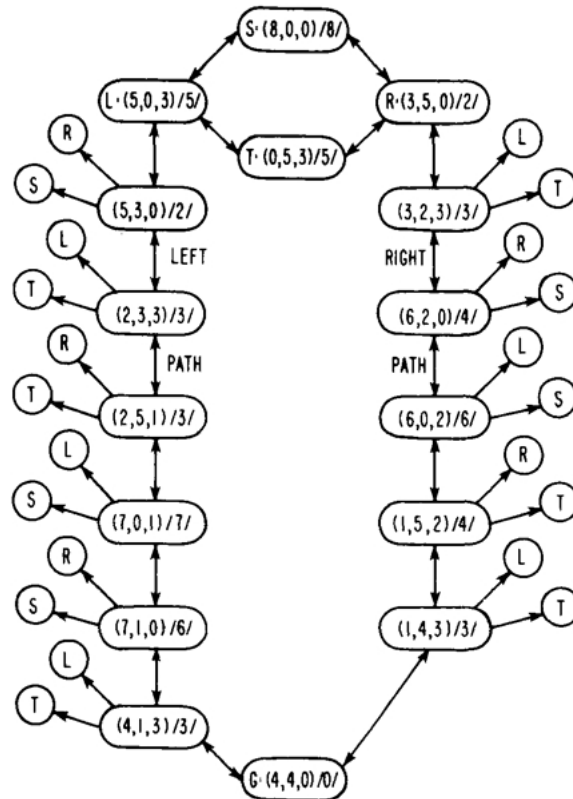 S·(8,0,0)/8/
L·(5,0,3)/5/
R·(3,5,0)/2/
T·(0,5,3)/5/
R
L
S
(5,3,0)/2/
(3,2,3)/3/
T
L
LEFT
RIGHT
R
T
(2,3,3)/3/
(6,2,0)/4/
S
R
PATH
PATH
L
T
(2,5,1)/3/
(6,0,2)/6/
S
L
R
S
(7,0,1)/7/
(1,5,2)/4/
T
R
L
S
(7,1,0)/6/
(1,4,3)/3/
T
L
T
(4,1,3)/3/
G·(4,4,0)/0/